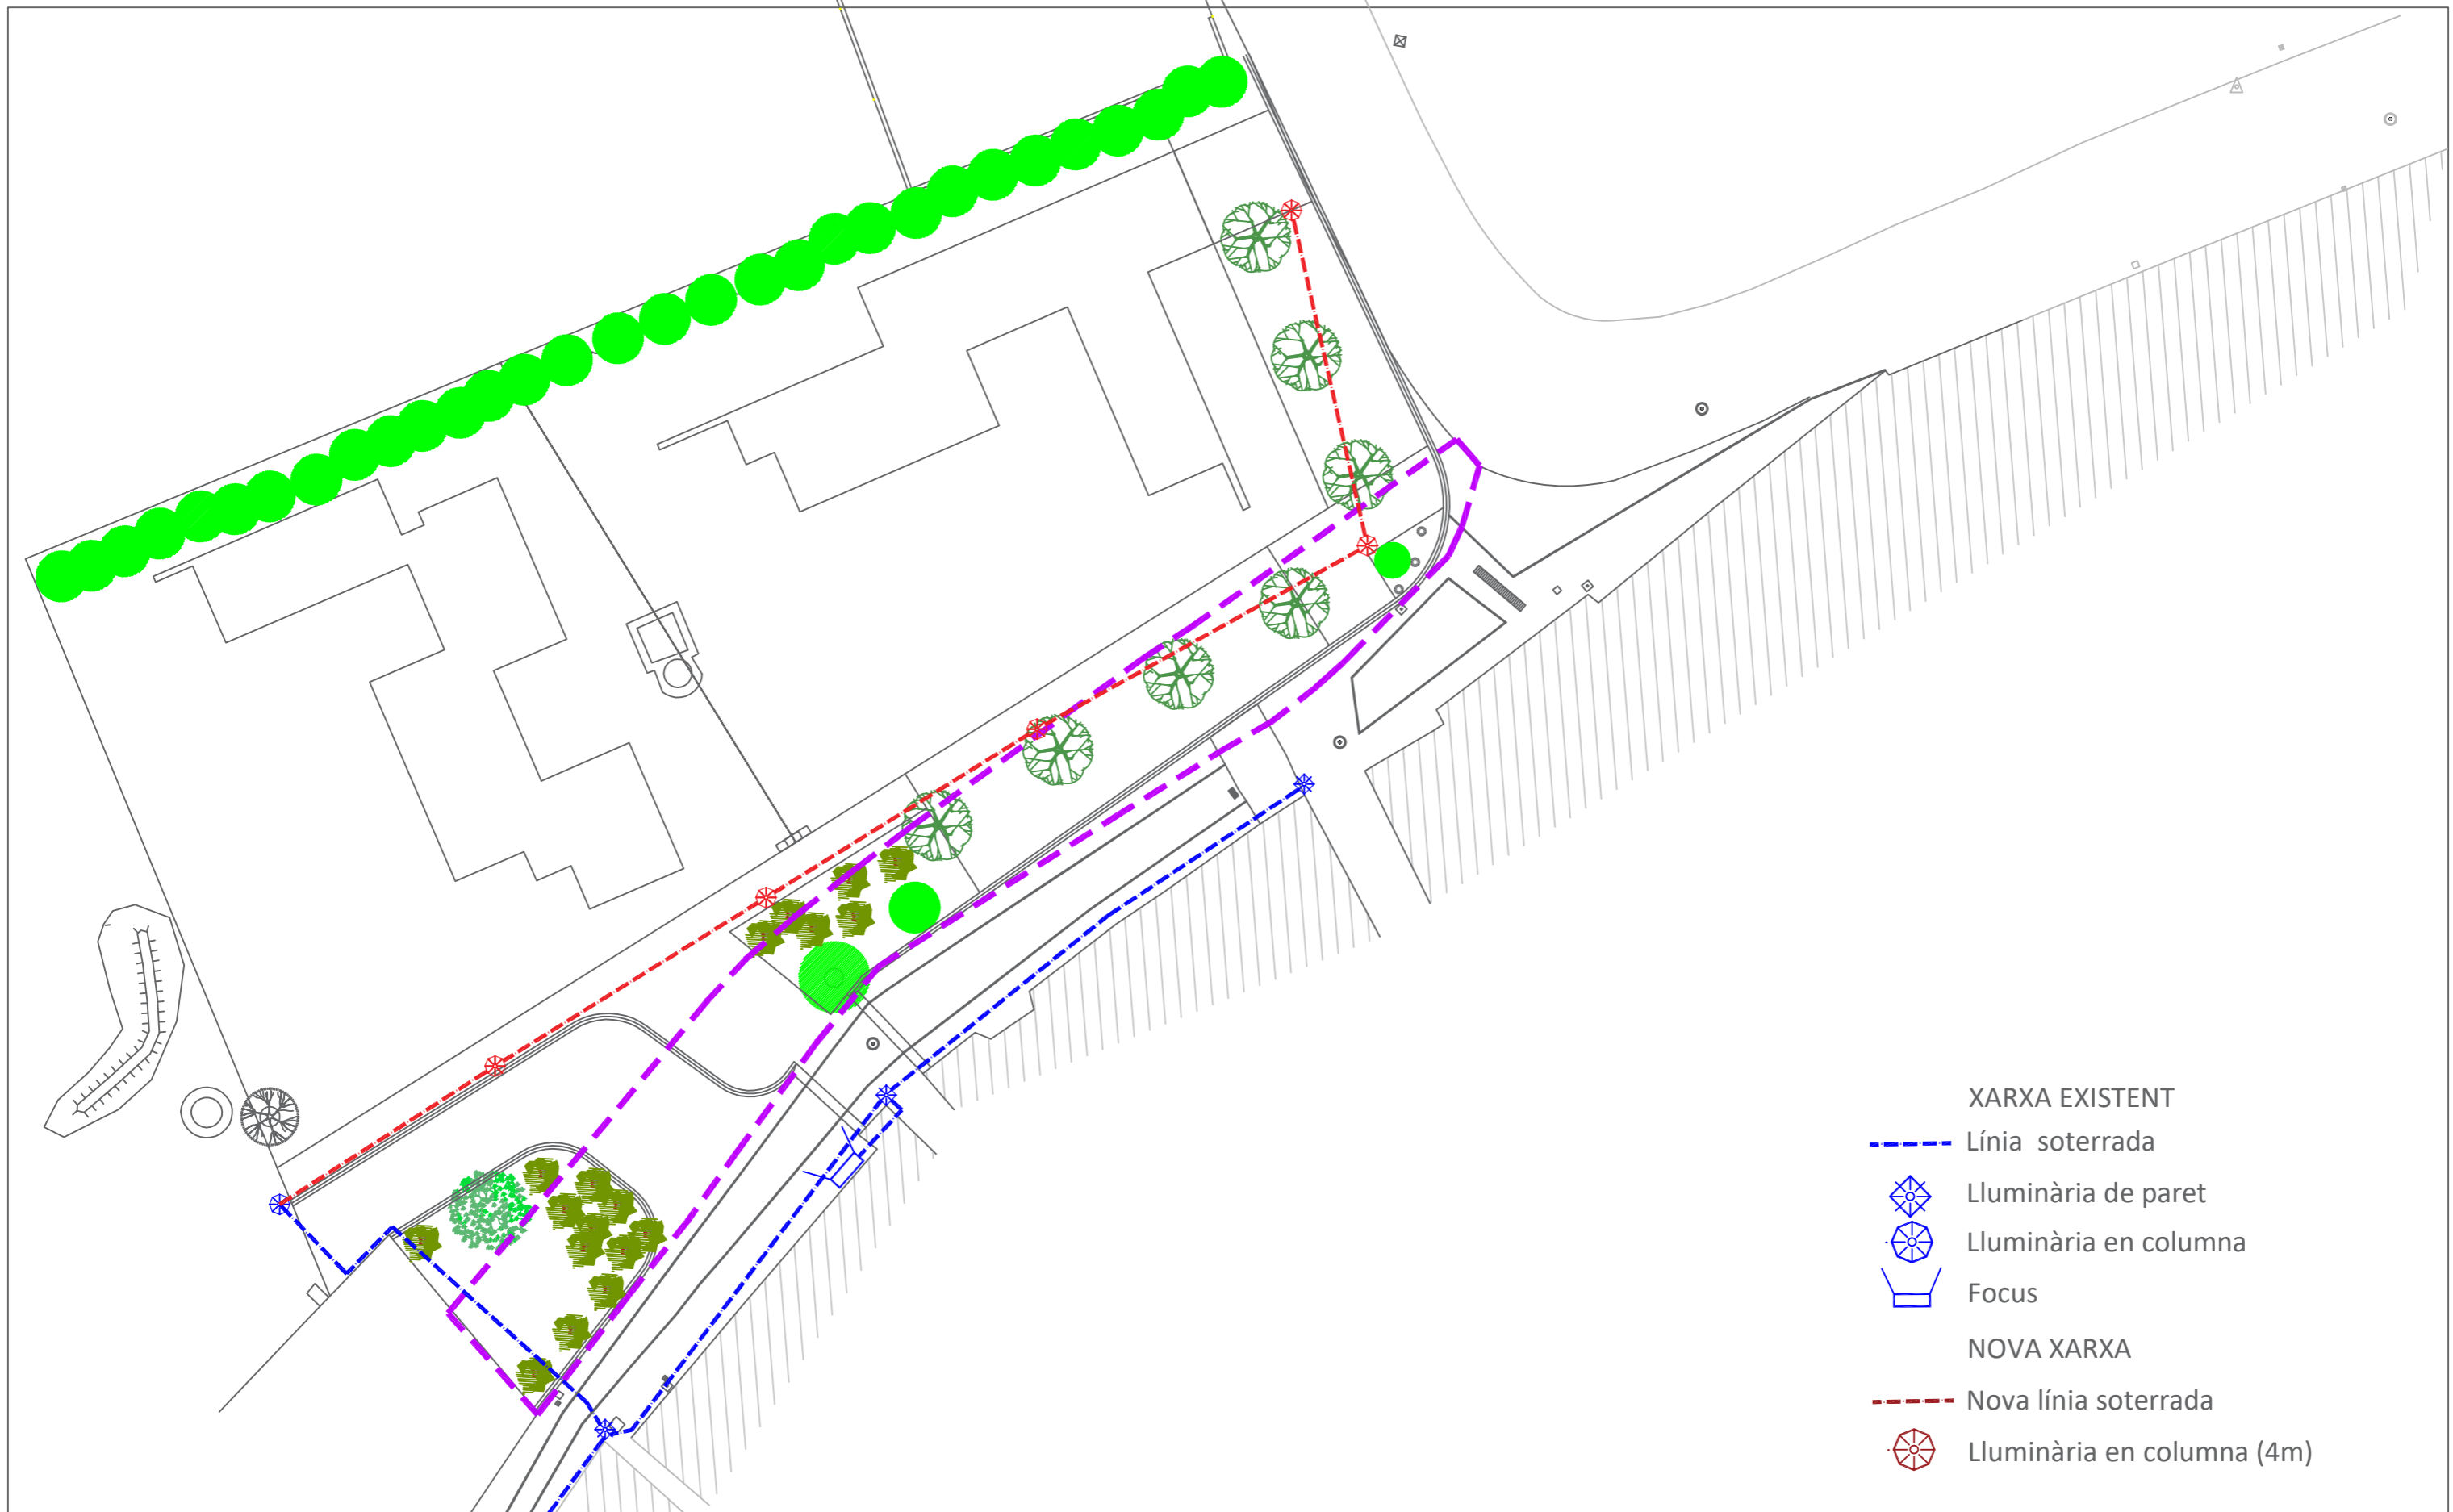 XARXA EXISTENT
Línia soterrada
Lluminària de paret
Lluminària en columna
Focus
NOVA XARXA
Nova línia soterrada
Lluminària en columna (4m)